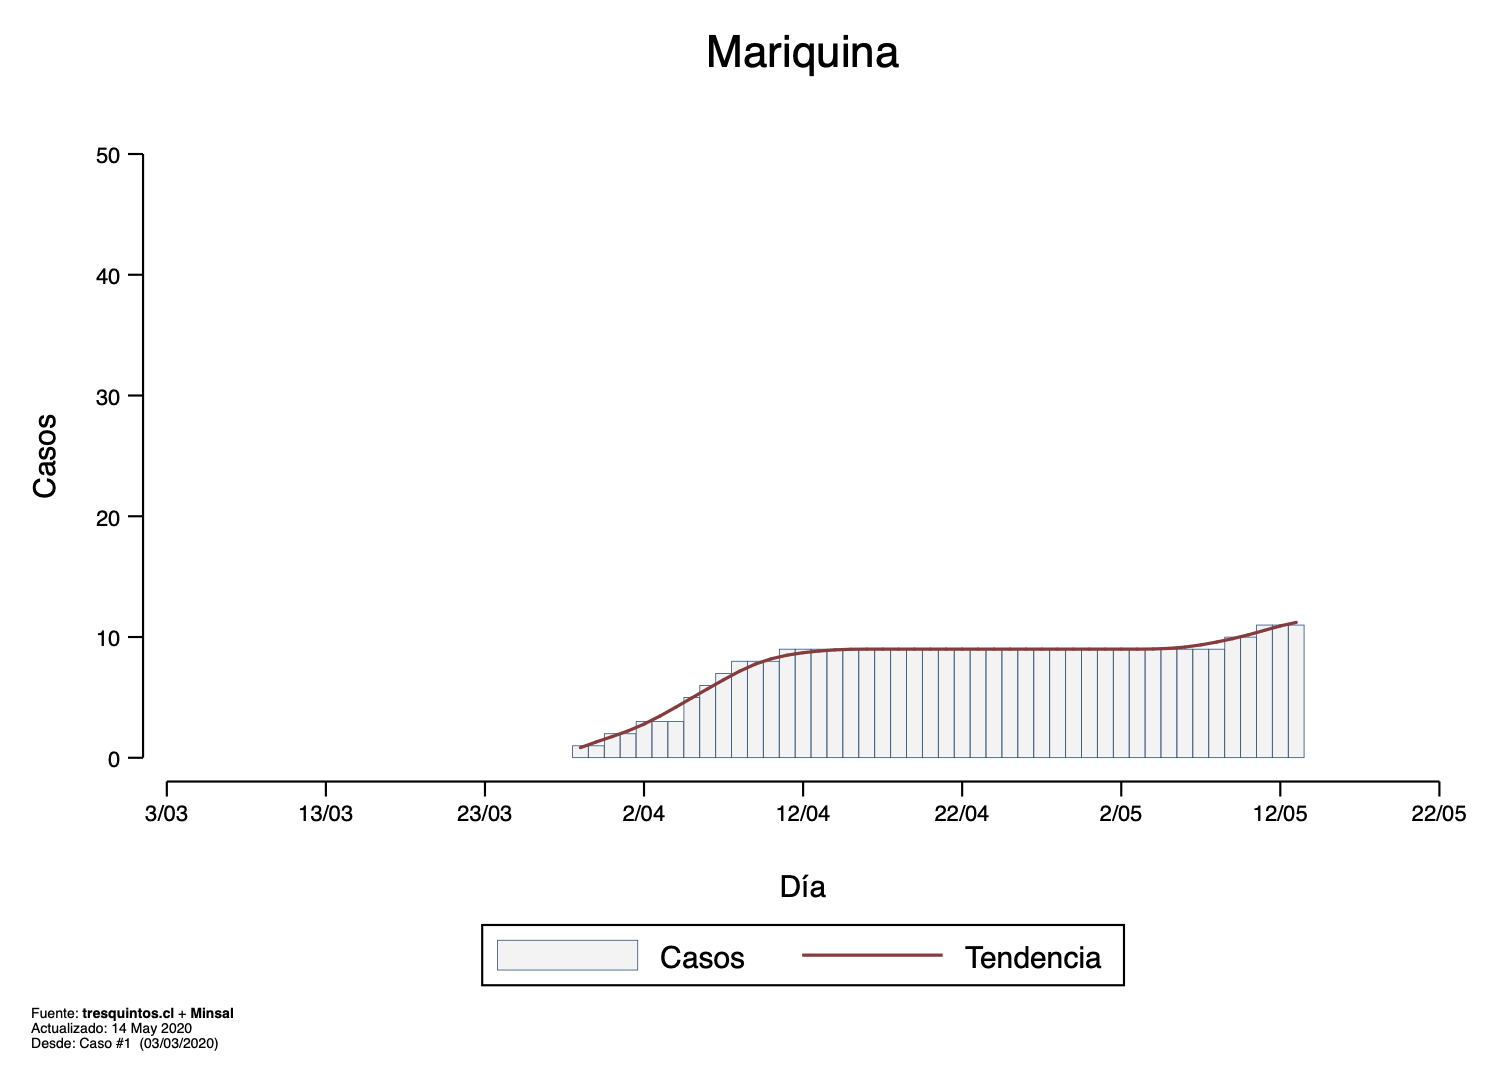 Mariquina
50
40
30
20
10
0
Casos
3/03 13/03 23/03 2/04 12/04 22/04 2/05 12/05 22/05
Día
Casos Tendencia
Fuente: tresquintos.cl + Minsal
Actualizado: 14 May 2020
Desde: Caso #1 (03/03/2020)